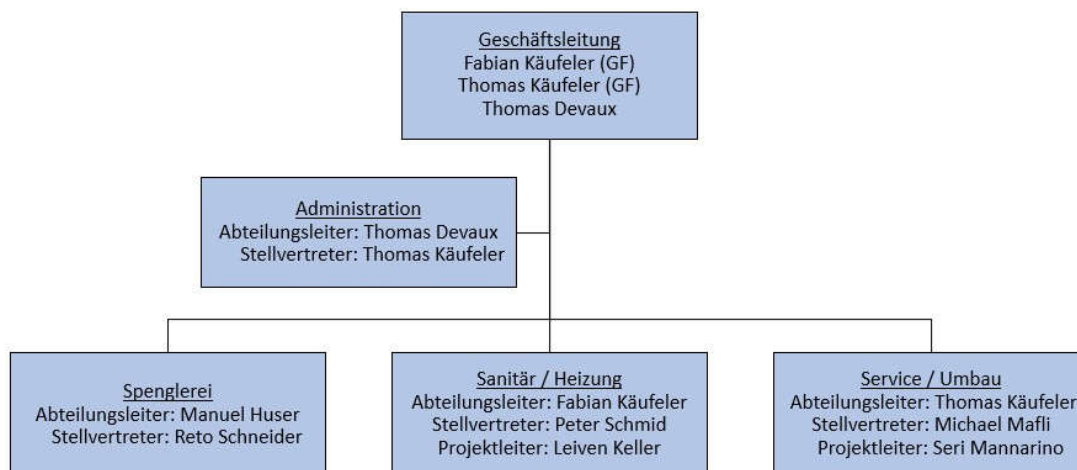 Geschäftsleitung
Fabian Käufeler (GF)
Thomas Käufeler (GF)
Thomas Devaux
Administration
Abteilungsleiter: Thomas Devaux
Stellvertreter: Thomas Käufeler
Spenglerei
Abteilungsleiter: Manuel Huser
Stellvertreter: Reto Schneider
Sanitär / Heizung
Abteilungsleiter: Fabian Käufeler
Stellvertreter: Peter Schmid
Projektleiter: Leiven Keller
Service / Umbau
Abteilungsleiter: Thomas Käufeler
Stellvertreter: Michael Mafli
Projektleiter: Seri Mannarino